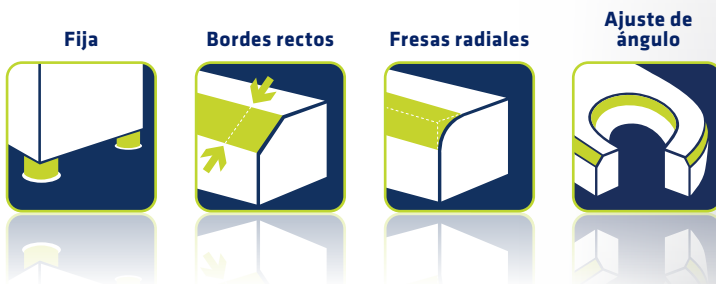 Fija
Bordes rectos
Fresas radiales
Ajuste de
ángulo